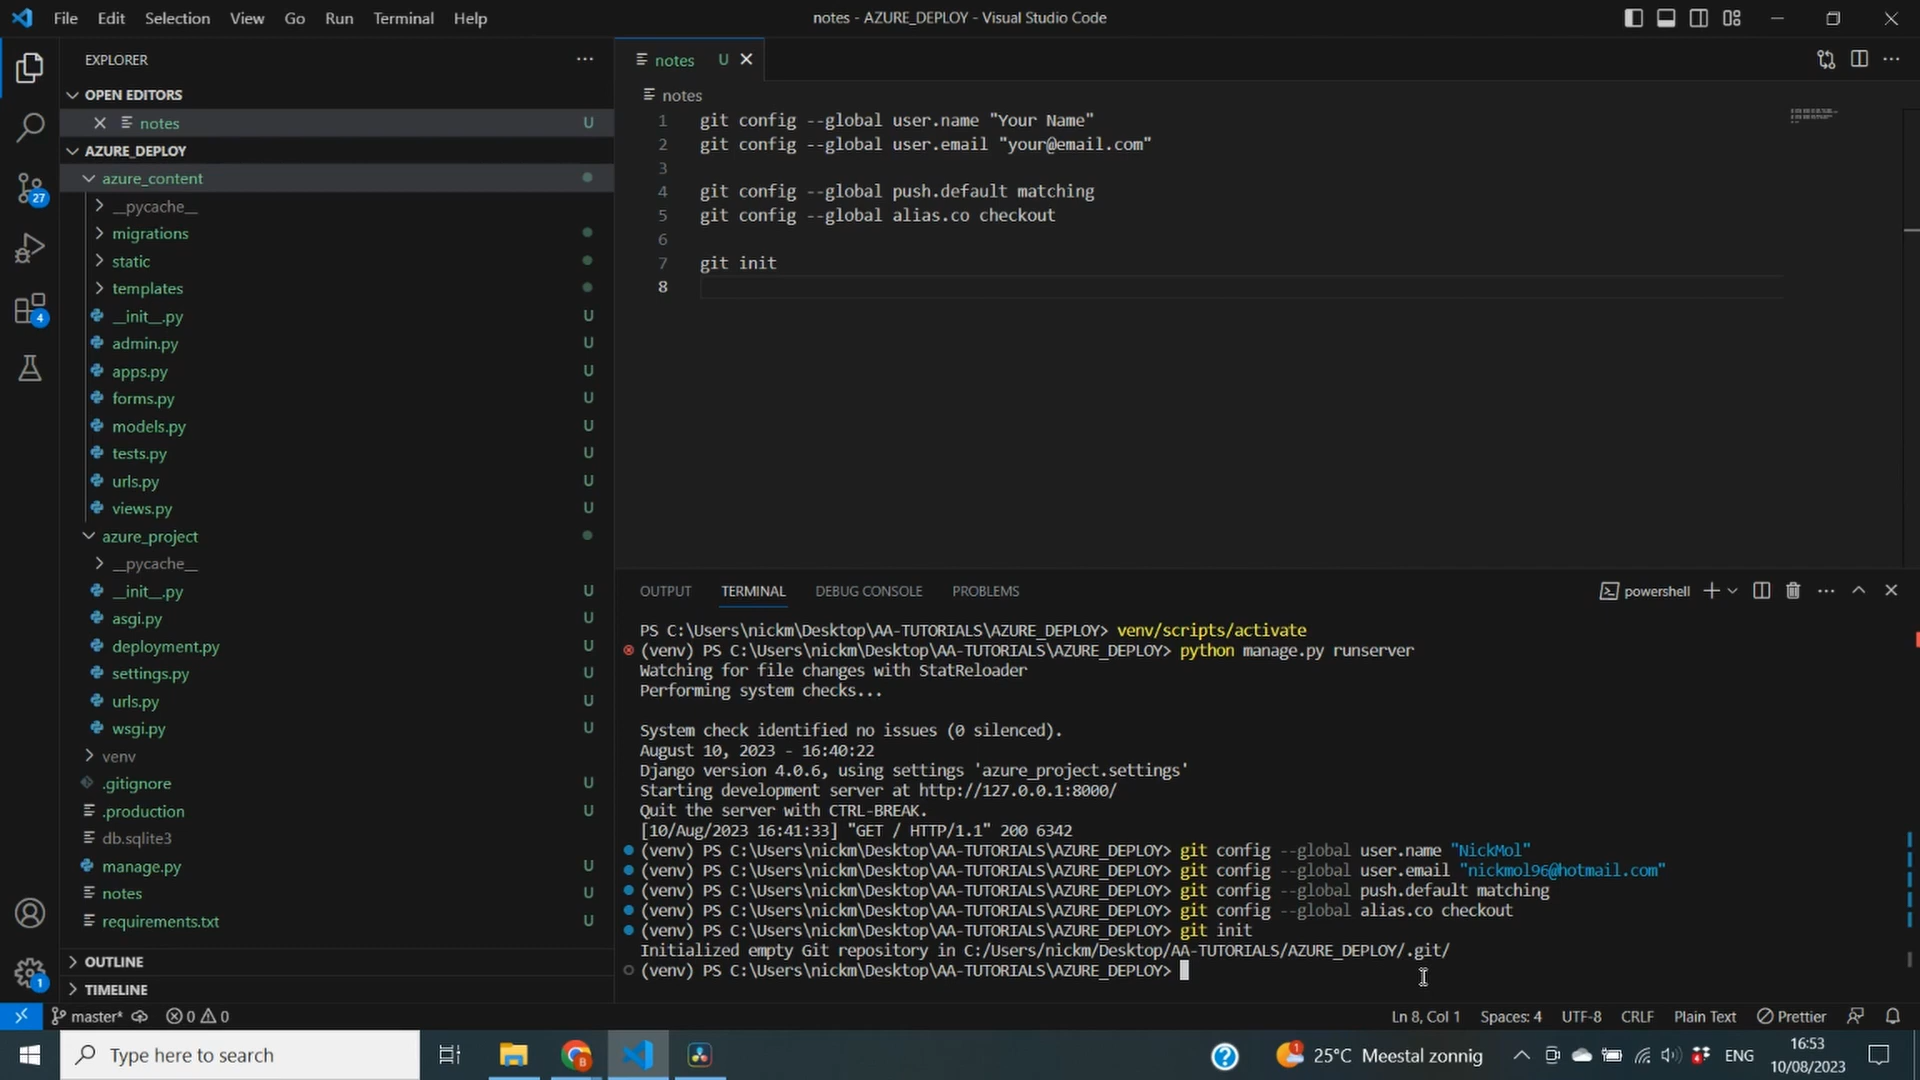 File Edit Selection View Go Run Terminal Help
notes - AZURE_DEPLOY - Visual Studio Code
EXPLORER
OPEN EDITORS
notes U
AZURE_DEPLOY
azure_content
__pycache__
migrations
static
templates
__init__.py U
admin.py U
apps.py U
forms.py U
models.py U
tests.py U
urls.py U
views.py U
azure_project
__pycache__
__init__.py U
asgi.py U
deployment.py U
settings.py U
urls.py U
wsgi.py U
venv
.gitignore U
.production U
db.sqlite3
manage.py U
notes U
requirements.txt U
OUTLINE
TIMELINE
27
4
1
notes U
notes
1 git config --global user.name "Your Name"
2 git config --global user.email "your@email.com"
3
4 git config --global push.default matching
5 git config --global alias.co checkout
6
7 git init
8
OUTPUT TERMINAL DEBUG CONSOLE PROBLEMS
powershell
PS C:\Users\nickm\Desktop\AA-TUTORIALS\AZURE_DEPLOY> venv/scripts/activate
(venv) PS C:\Users\nickm\Desktop\AA-TUTORIALS\AZURE_DEPLOY> python manage.py runserver
Watching for file changes with StatReloader
Performing system checks...
System check identified no issues (0 silenced).
August 10, 2023 - 16:40:22
Django version 4.0.6, using settings 'azure_project.settings'
Starting development server at http://127.0.0.1:8000/
Quit the server with CTRL-BREAK.
[10/Aug/2023 16:41:33] "GET / HTTP/1.1" 200 6342
(venv) PS C:\Users\nickm\Desktop\AA-TUTORIALS\AZURE_DEPLOY> git config --global user.name "NickMol"
(venv) PS C:\Users\nickm\Desktop\AA-TUTORIALS\AZURE_DEPLOY> git config --global user.email "nickmol96@hotmail.com"
(venv) PS C:\Users\nickm\Desktop\AA-TUTORIALS\AZURE_DEPLOY> git config --global push.default matching
(venv) PS C:\Users\nickm\Desktop\AA-TUTORIALS\AZURE_DEPLOY> git config --global alias.co checkout
(venv) PS C:\Users\nickm\Desktop\AA-TUTORIALS\AZURE_DEPLOY> git init
Initialized empty Git repository in C:/Users/nickm/Desktop/AA-TUTORIALS/AZURE_DEPLOY/.git/
(venv) PS C:\Users\nickm\Desktop\AA-TUTORIALS\AZURE_DEPLOY>
master* 0 0
Ln 8, Col 1 Spaces: 4 UTF-8 CRLF Plain Text Prettier
Type here to search
25°C Meestal zonnig
ENG
16:53
10/08/2023